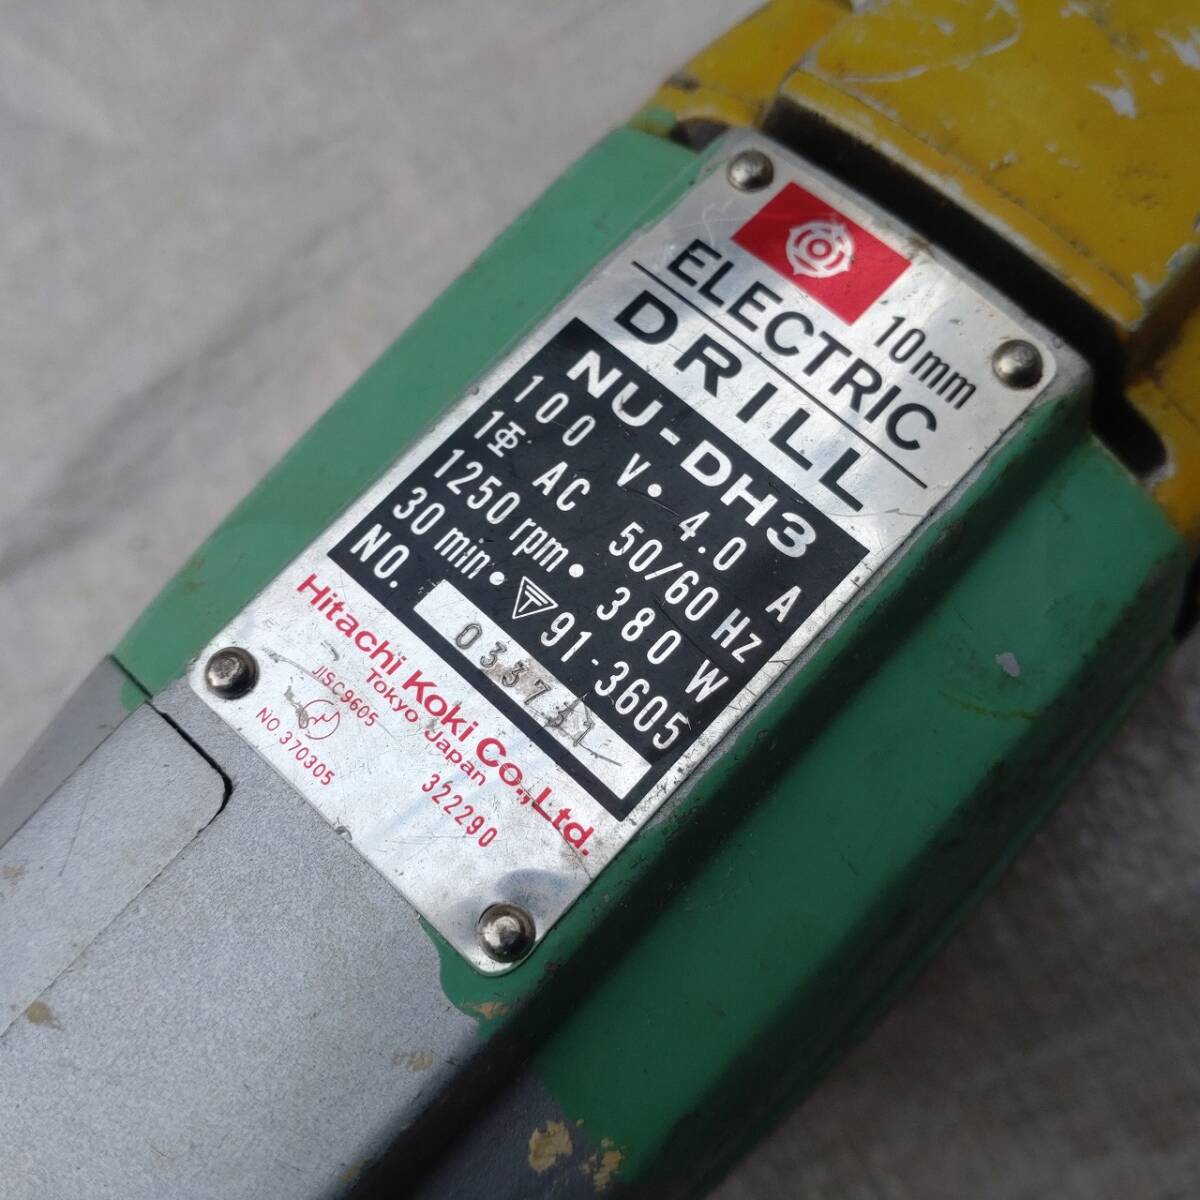 10mm
ELECTRIC
DRILL
NU-DH3
100 V. 4.0 A
1Φ AC 50/60 Hz
1250 rpm. 380 W
30 min. 91-3605
NO. 033731
Hitachi Koki Co.,Ltd.
Tokyo Japan
JISC9605
NO.370305
322290